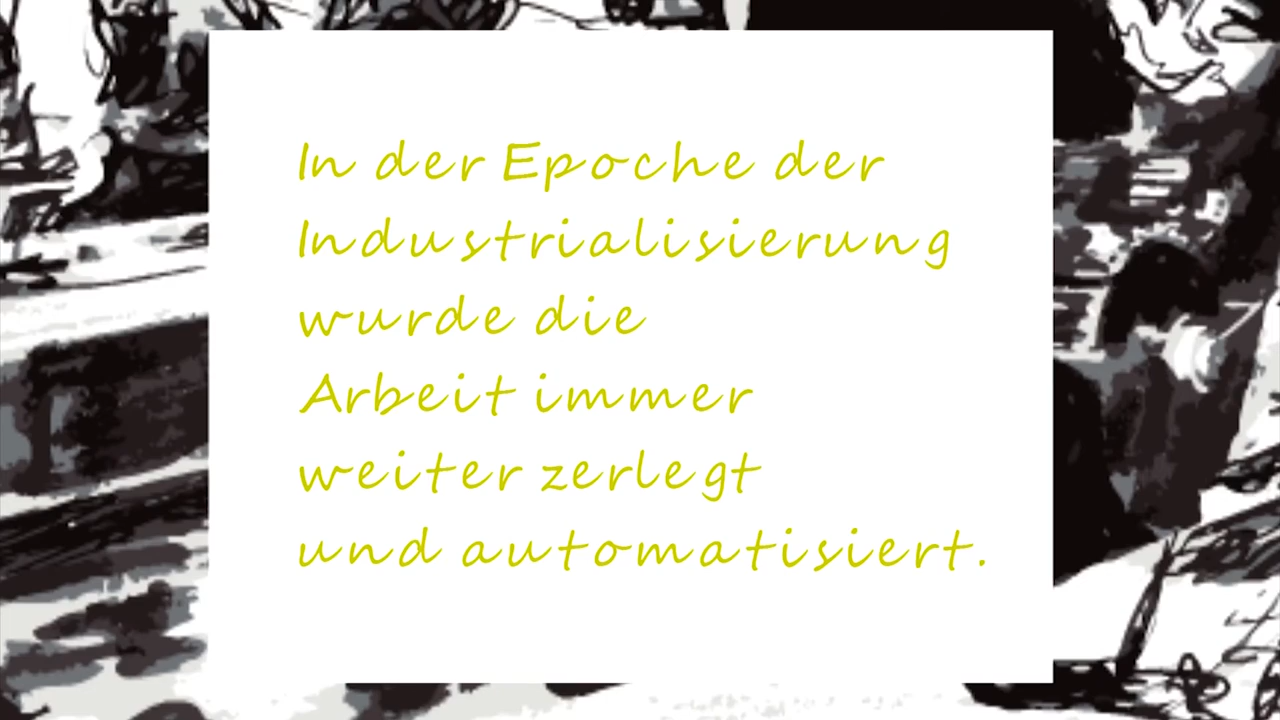 In der Epoche der
Industrialisierung
wurde die
Arbeit immer
weiter zerlegt
und automatisiert.